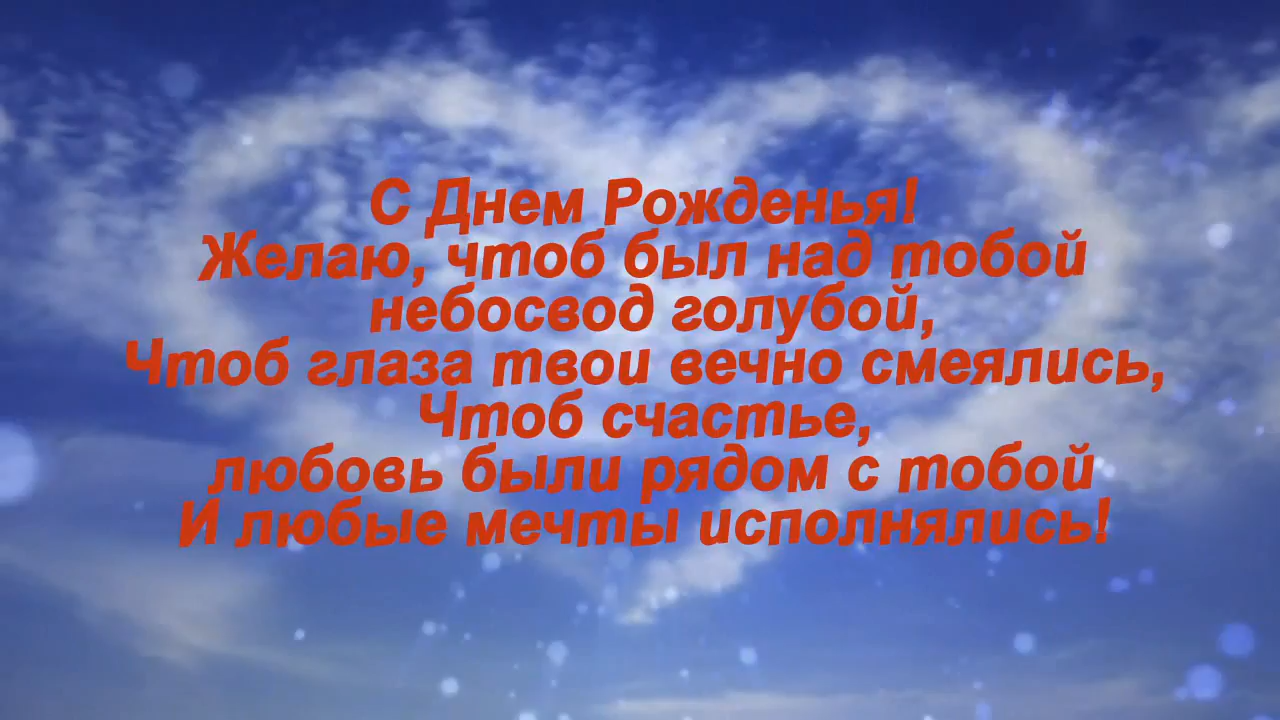 С Днем Рожденья!
Желаю, чтоб был над тобой
небосвод голубой,
Чтоб глаза твои вечно смеялись,
Чтоб счастье,
любовь были рядом с тобой
И любые мечты исполнялись!